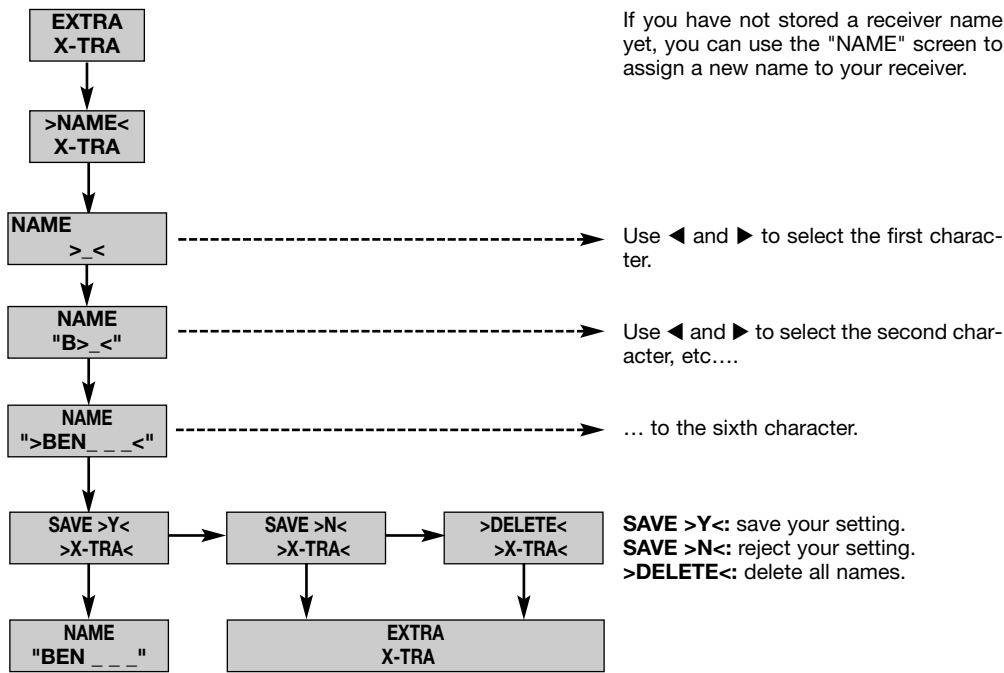 EXTRA
X-TRA
If you have not stored a receiver name
yet, you can use the "NAME" screen to
assign a new name to your receiver.
>NAME<
X-TRA
NAME
>_<
Use ◀ and ▶ to select the first charac-
ter.
NAME
"B>_<"
Use ◀ and ▶ to select the second char-
acter, etc….
NAME
">BEN_ _ _<"
… to the sixth character.
SAVE >Y<
>X-TRA<
SAVE >N<
>X-TRA<
>DELETE<
>X-TRA<
SAVE >Y<: save your setting.
SAVE >N<: reject your setting.
>DELETE<: delete all names.
NAME
"BEN _ _ _"
EXTRA
X-TRA